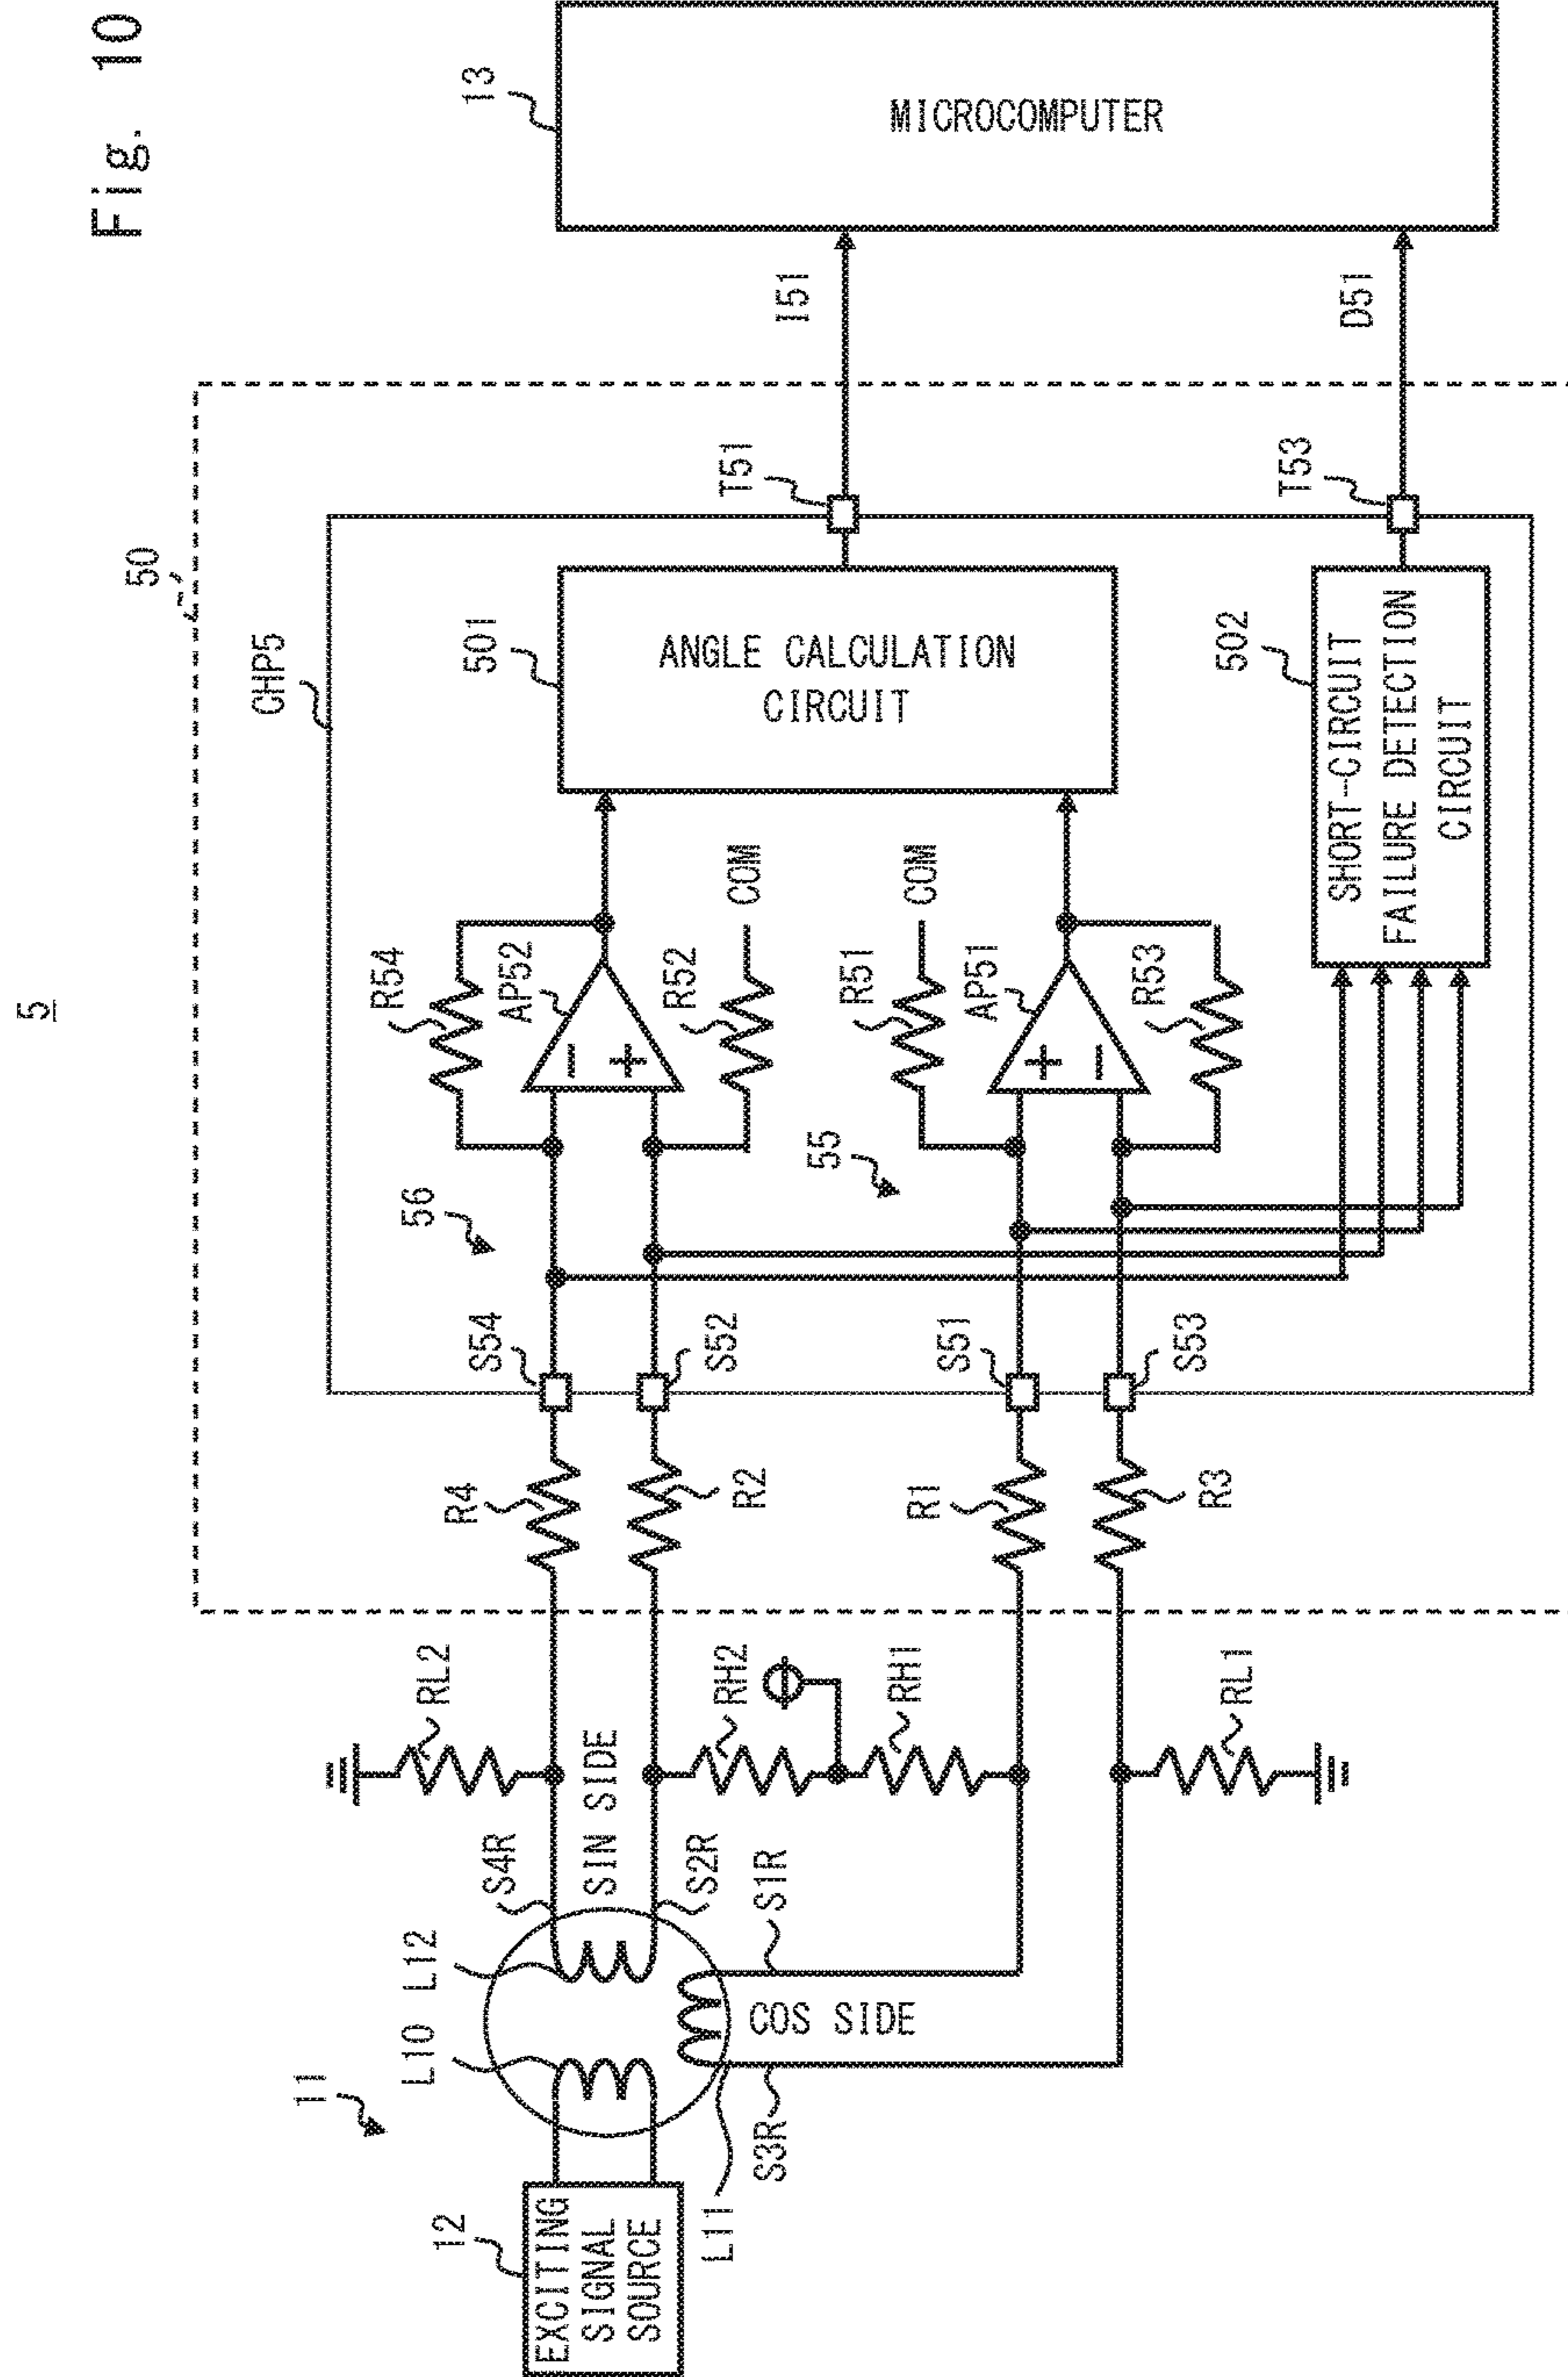 Fig. 10
5
50
CHP5
11
12
EXCITING
SIGNAL
SOURCE
L10
L12
L11
S4R
SIN SIDE
S2R
S1R
COS SIDE
S3R
RL2
RH2
RH1
RL1
R4
R2
R1
R3
S54
S52
S51
S53
56
55
R54
AP52
−
+
R52
COM
COM
R51
AP51
+
−
R53
501
ANGLE CALCULATION
CIRCUIT
502
SHORT-CIRCUIT
FAILURE DETECTION
CIRCUIT
T51
T53
I51
D51
13
MICROCOMPUTER